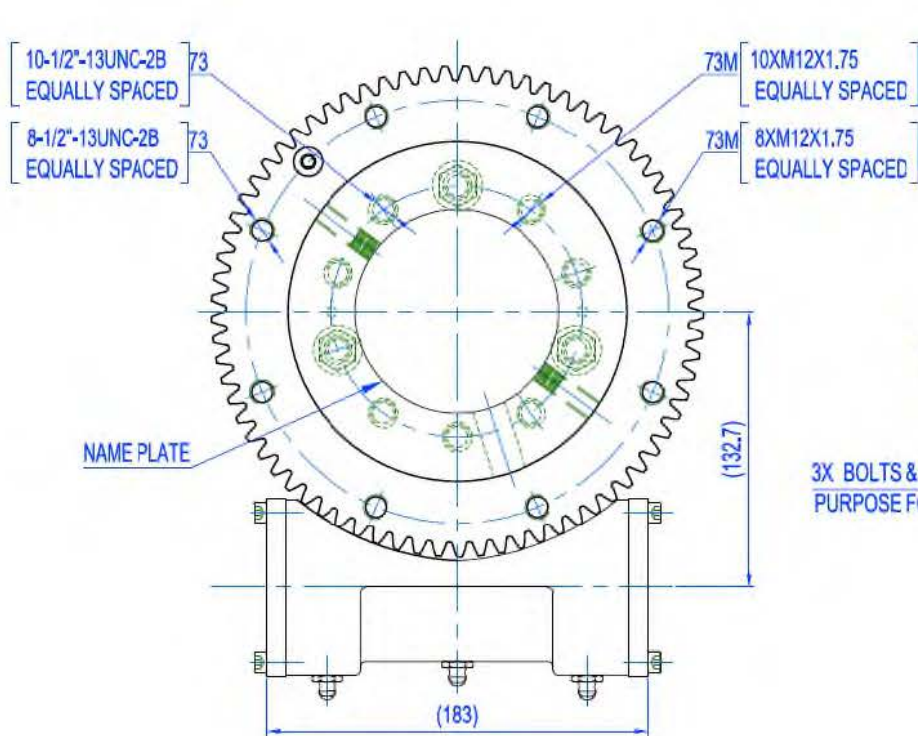 10-1/2"-13UNC-2B
EQUALLY SPACED
73
8-1/2"-13UNC-2B
EQUALLY SPACED
73
73M
10XM12X1.75
EQUALLY SPACED
73M
8XM12X1.75
EQUALLY SPACED
NAME PLATE
(132.7)
3X BOLTS &
PURPOSE
(183)